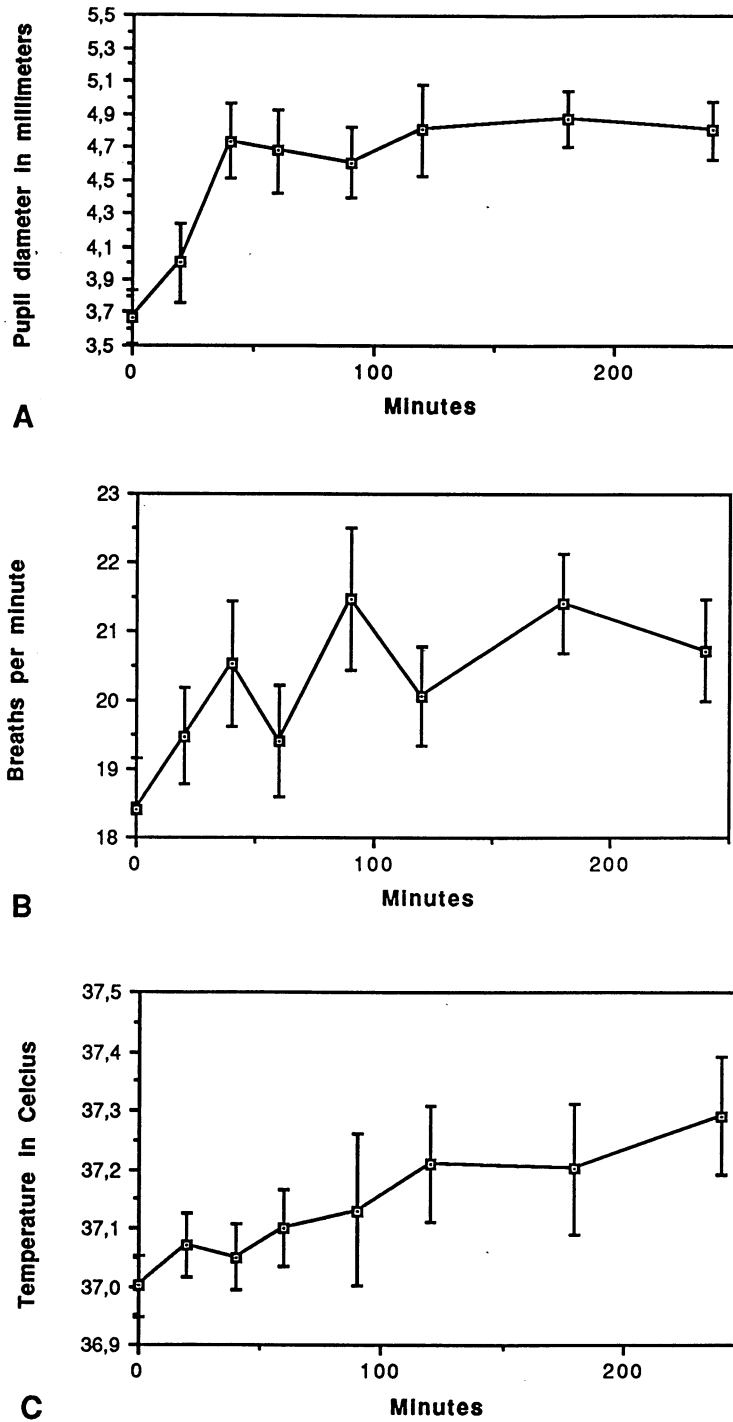 5,5
5,3
5,1
4,9
4,7
4,5
4,3
4,1
3,9
3,7
3,5
Pupil diameter in millimeters
0 100 200
Minutes
A
23
22
21
20
19
18
Breaths per minute
0 100 200
Minutes
B
37,5
37,4
37,3
37,2
37,1
37,0
36,9
Temperature in Celcius
0 100 200
Minutes
C